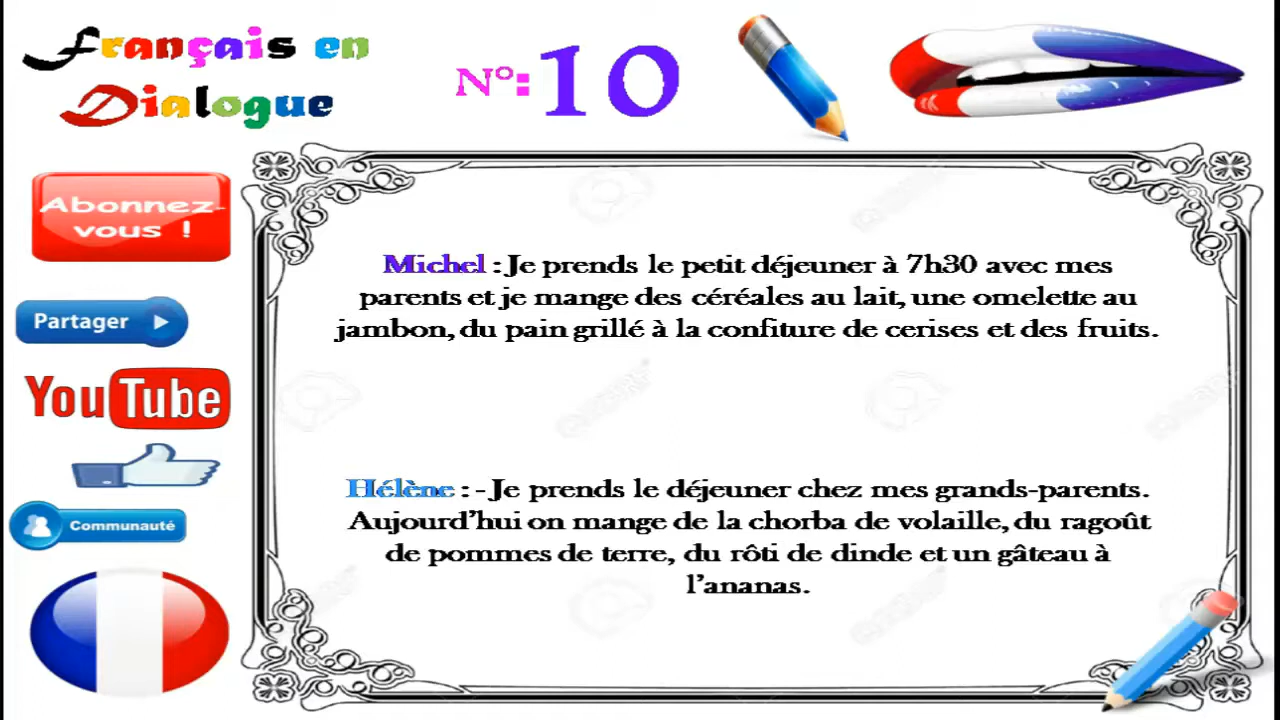 Français en
Dialogue
N°:10
Abonnez-
vous !
Partager
YouTube
Communauté
Michel : Je prends le petit déjeuner à 7h30 avec mes
parents et je mange des céréales au lait, une omelette au
jambon, du pain grillé à la confiture de cerises et des fruits.
Hélène : - Je prends le déjeuner chez mes grands-parents.
Aujourd’hui on mange de la chorba de volaille, du ragoût
de pommes de terre, du rôti de dinde et un gâteau à
l’ananas.